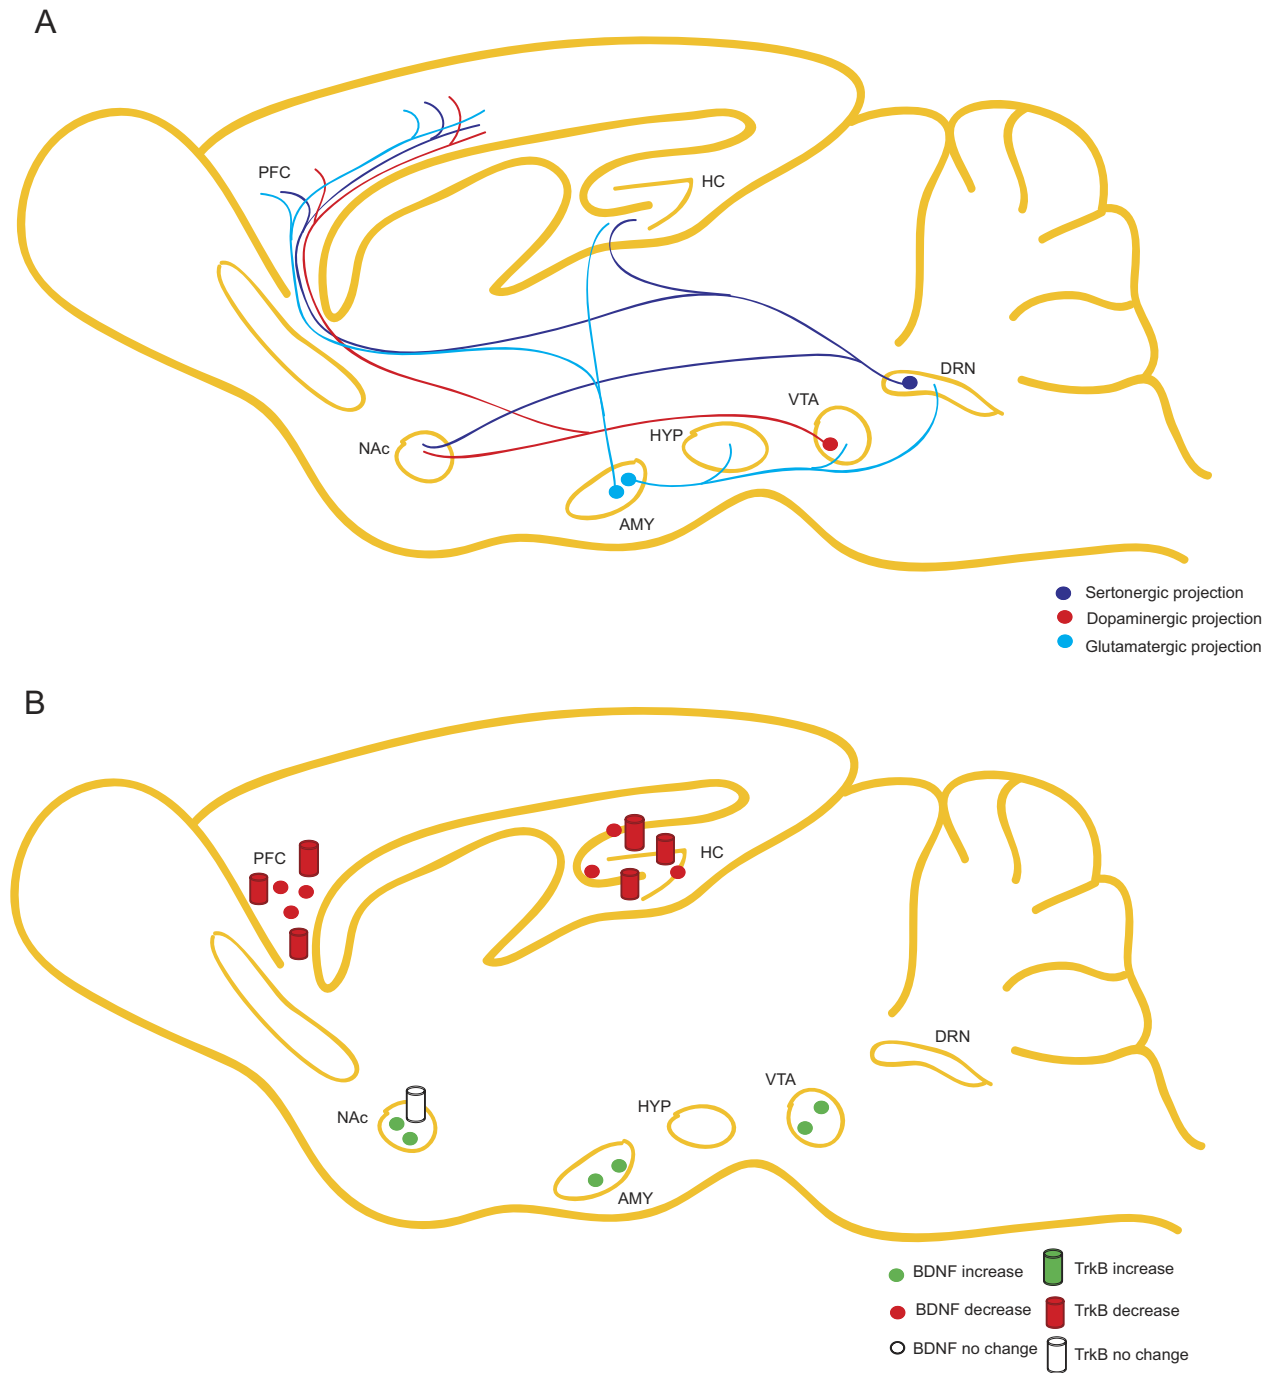 A
PFC
HC
DRN
VTA
HYP
NAc
AMY
Sertonergic projection
Dopaminergic projection
Glutamatergic projection
B
PFC
HC
DRN
VTA
HYP
NAc
AMY
BDNF increase
TrkB increase
BDNF decrease
TrkB decrease
BDNF no change
TrkB no change